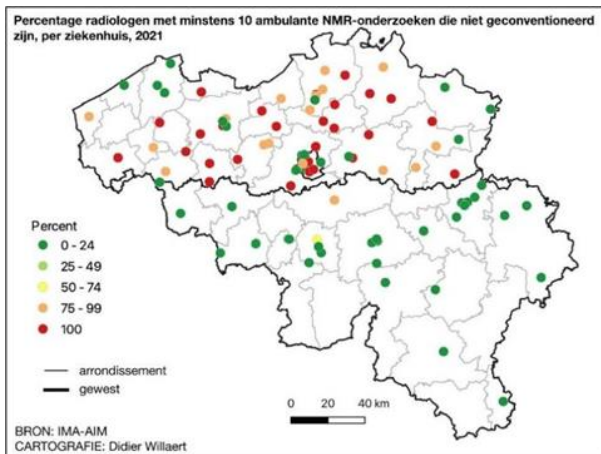 Percentage radiologen met minstens 10 ambulante NMR-onderzoeken die niet geconventioneerd
zijn, per ziekenhuis, 2021
Percent
0 - 24
25 - 49
50 - 74
75 - 99
100
arrondissement
gewest
0 20 40 km
BRON: IMA-AIM
CARTOGRAFIE: Didier Willaert